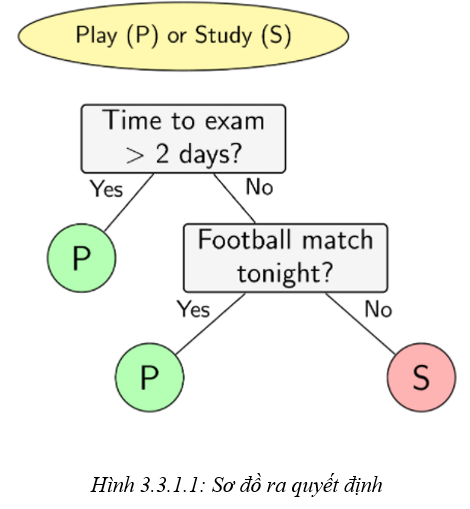 Play (P) or Study (S)
Time to exam
> 2 days?
Yes
No
P
Football match
tonight?
Yes
No
P
S
Hình 3.3.1.1: Sơ đồ ra quyết định